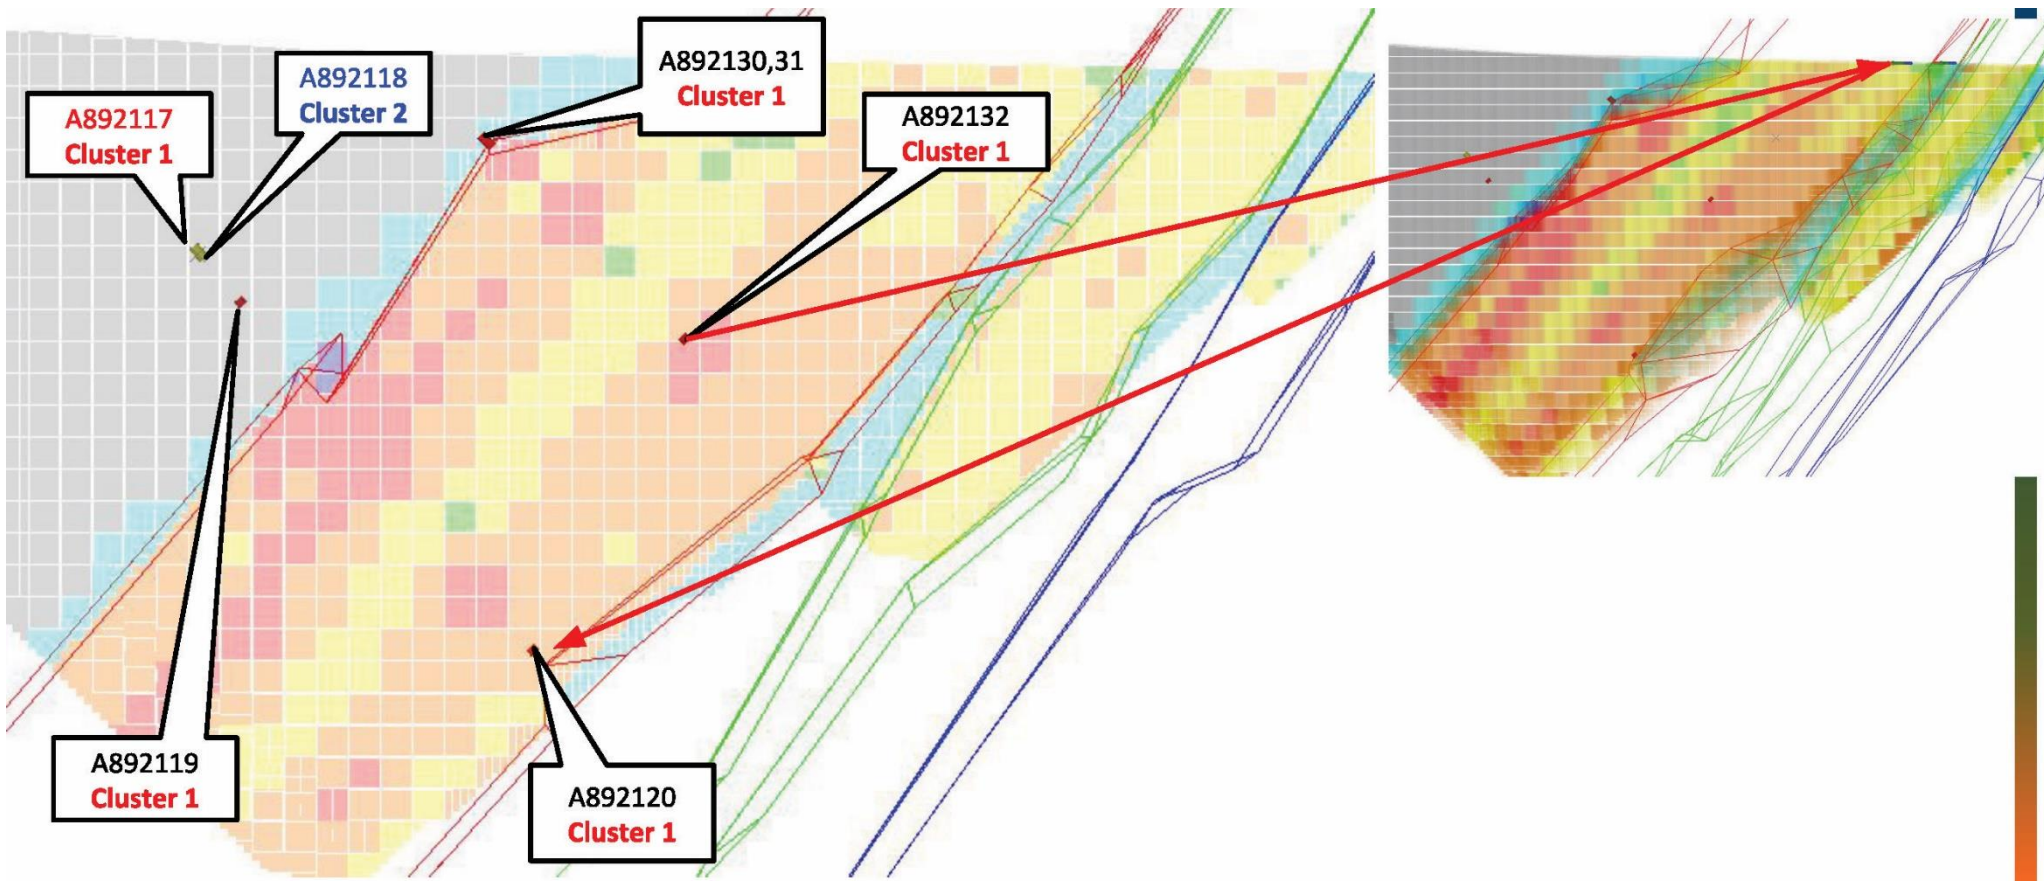 A892117
Cluster 1
A892118
Cluster 2
A892130,31
Cluster 1
A892132
Cluster 1
A892119
Cluster 1
A892120
Cluster 1